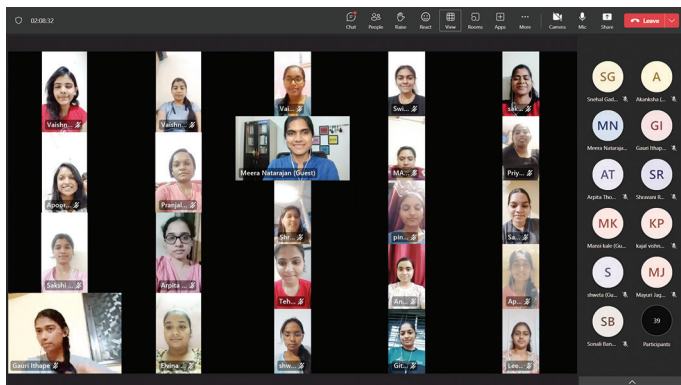 02:08:32
Chat People Raise React View Rooms Apps More Camera Mic Share Leave
Vaishn... Vaishn... Vai... Swi... sak...
Meera Natarajan (Guest) MA... Priy...
Apoor... Pranjal... Shr... pin... Sa...
Sakshi... Arpita... Teh... An... Ap...
Gauri Ithape Elvina... shw... Git... Lee...
SG A
Snehal Gad... Akanksha (...
MN GI
Meera Nataraja... Gauri Ithap...
AT SR
Arpita Tho... Shravani R...
MK KP
Mansi kale (Gu... kajal vishn...
S MJ
shweta (Gu... Mayuri Jag...
SB 39
Sonali Ban... Participants